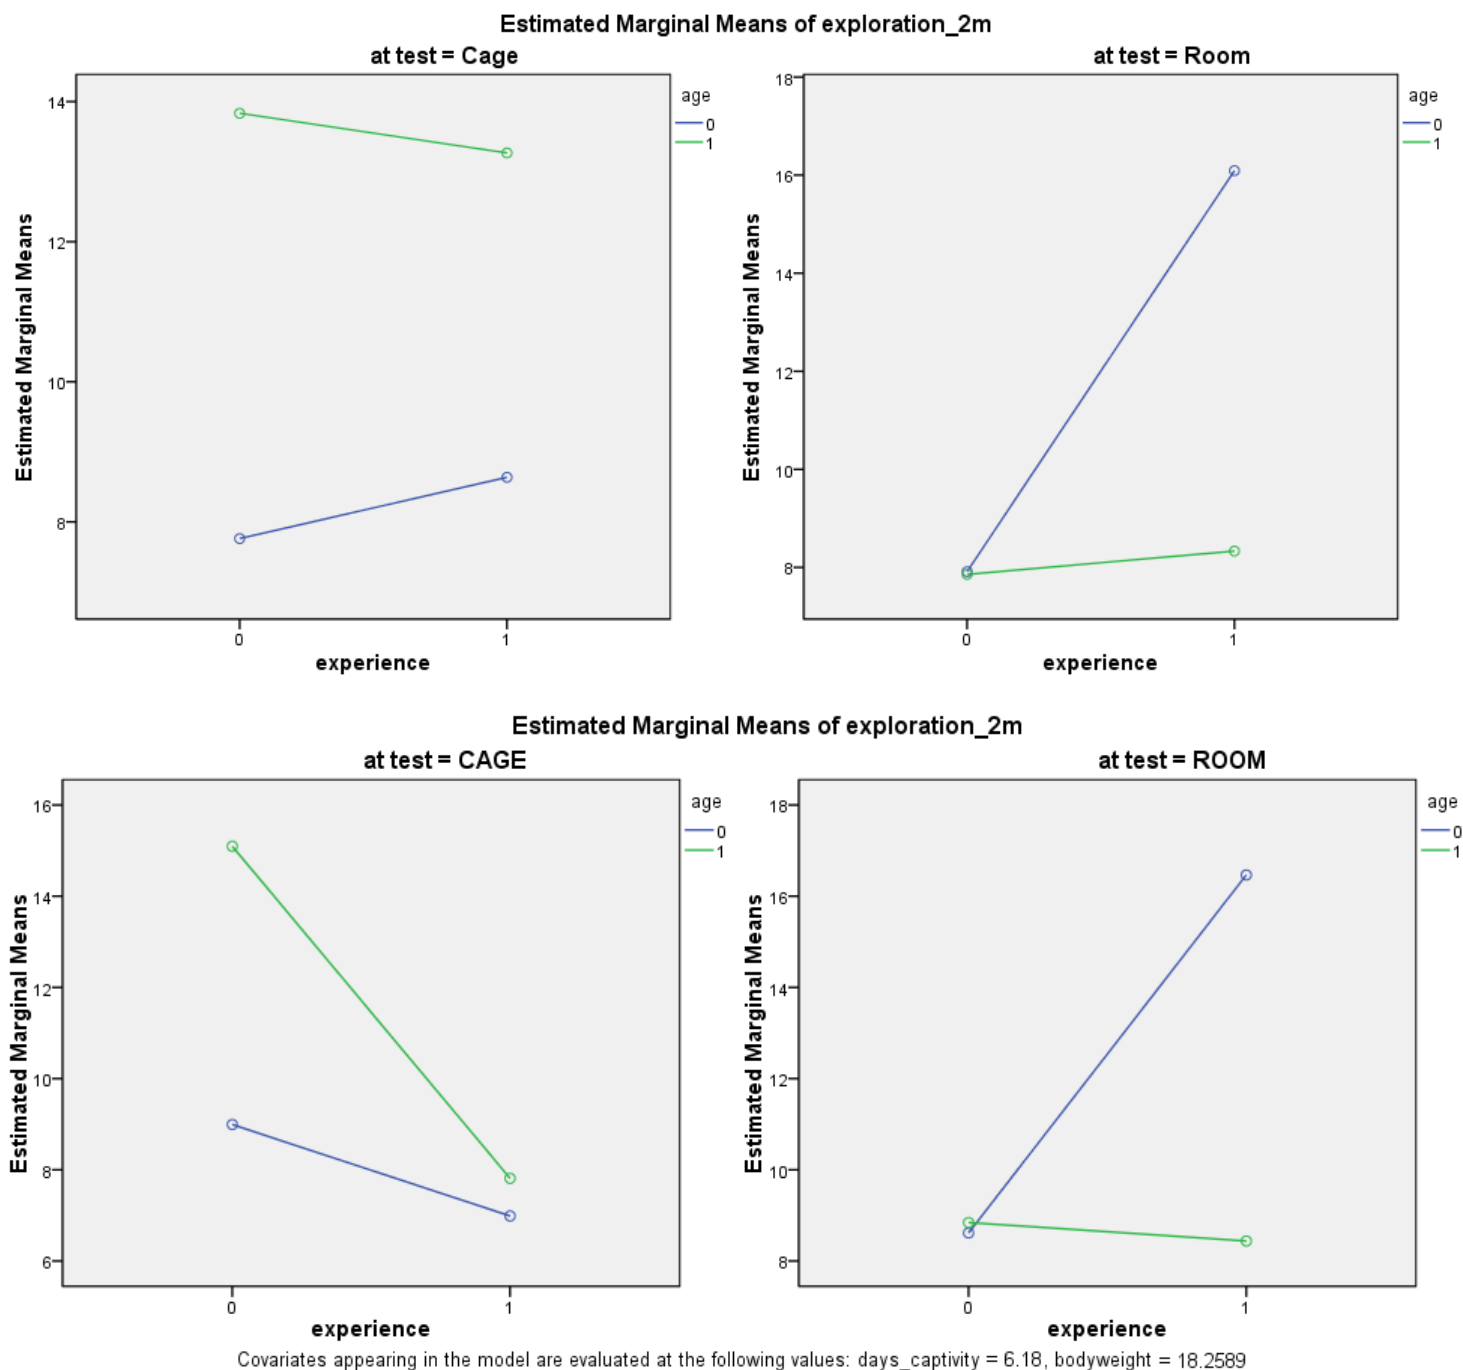 Estimated Marginal Means of exploration_2m
at test = Cage
at test = Room
14
12
10
8
Estimated Marginal Means
0
1
experience
age
0
1
18
16
14
12
10
8
Estimated Marginal Means
0
1
experience
age
0
1
Estimated Marginal Means of exploration_2m
at test = CAGE
at test = ROOM
16
14
12
10
8
6
Estimated Marginal Means
0
1
experience
age
0
1
18
16
14
12
10
8
Estimated Marginal Means
0
1
experience
age
0
1
Covariates appearing in the model are evaluated at the following values: days_captivity = 6.18, bodyweight = 18.2589